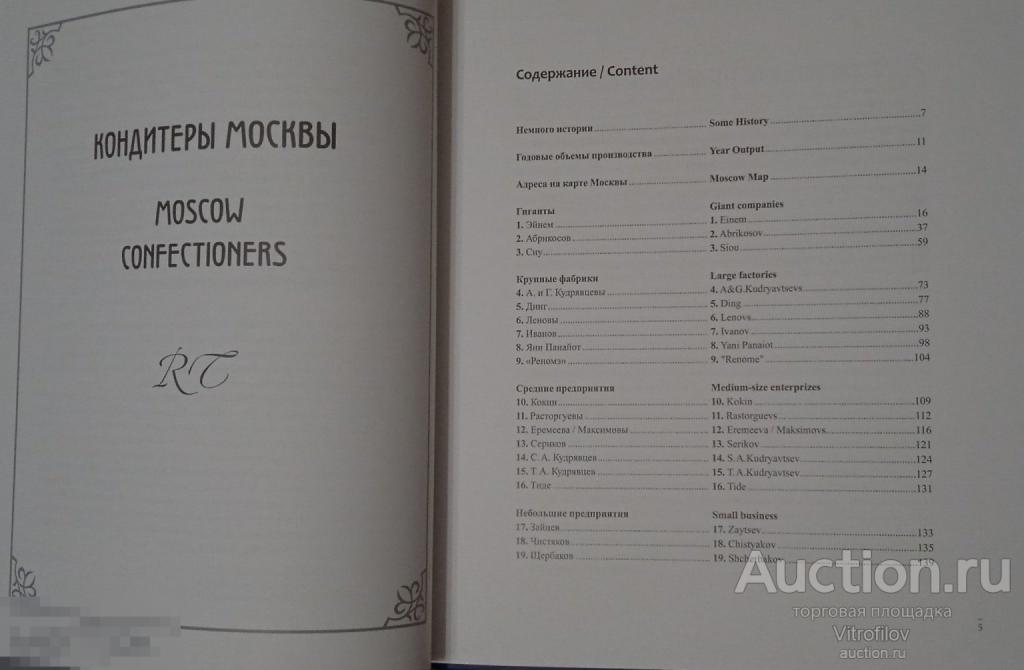 КОНДИТЕРЫ МОСКВЫ
MOSCOW
CONFECTIONERS
RT
Содержание / Content
Немного истории Some History 7
Годовые объемы производства Year Output 11
Адреса на карте Москвы Moscow Map 14
Гиганты Giant companies
1. Эйнем 1. Einem 16
2. Абрикосов 2. Abrikosov 37
3. Сиу 3. Siou 59
Крупные фабрики Large factories
4. А. и Г. Кудрявцевы 4. A&G.Kudryavtsevs 73
5. Динг 5. Ding 77
6. Леновы 6. Lenovs 88
7. Иванов 7. Ivanov 93
8. Яни Панайот 8. Yani Panaiot 98
9. «Реномэ» 9. "Renome" 104
Средние предприятия Medium-size enterprizes
10. Кокин 10. Kokin 109
11. Расторгуевы 11. Rastorguevs 112
12. Еремеева / Максимовы 12. Eremeeva / Maksimovs 116
13. Сериков 13. Serikov 121
14. С. А. Кудрявцев 14. S.A.Kudryavtsev 124
15. Т. А. Кудрявцев 15. T.A.Kudryavtsev 127
16. Тиде 16. Tide 131
Небольшие предприятия Small business
17. Зайцев 17. Zaytsev 133
18. Чистяков 18. Chistyakov 135
19. Щербаков 19. Shcherbakov 139
5
Auction.ru
торговая площадка
Vitrofilov
auction.ru